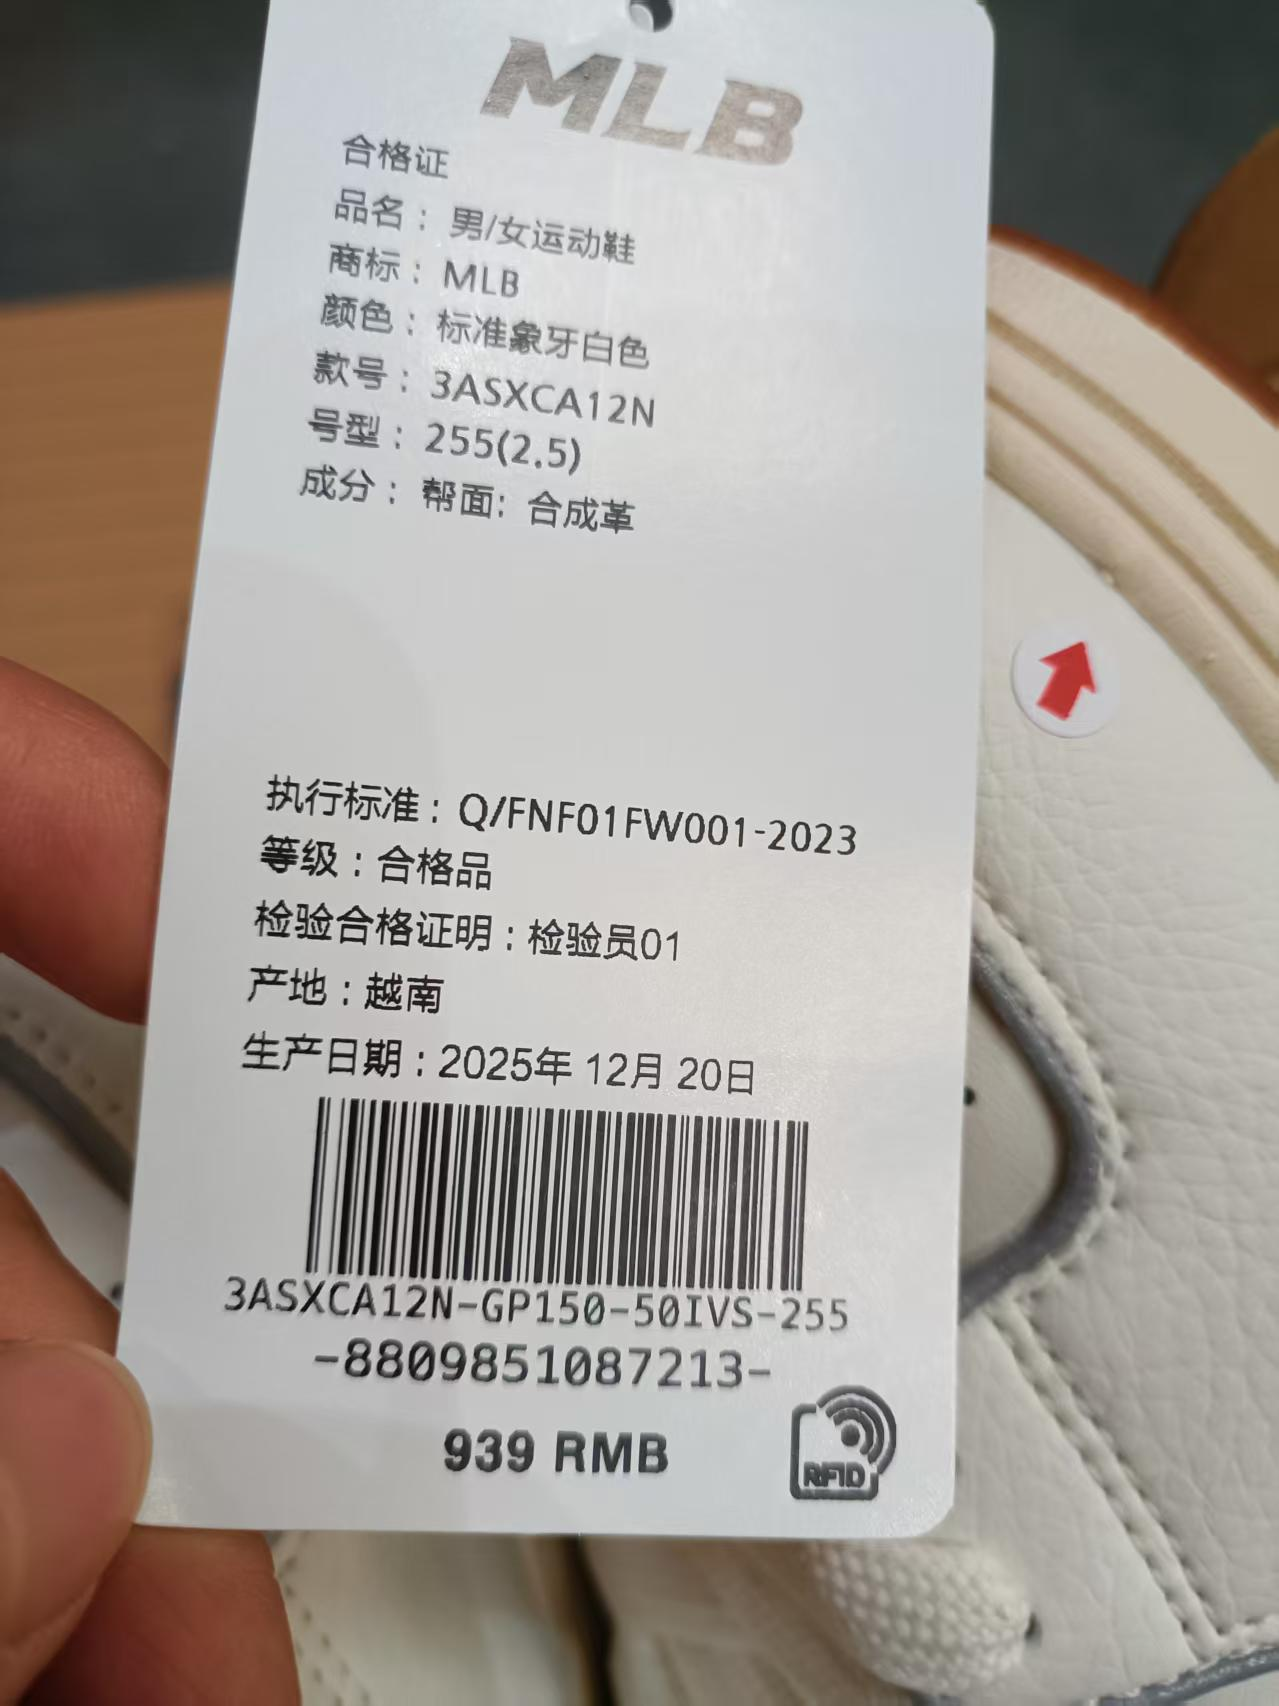 MLB
合格证
品名：男/女运动鞋
商标：MLB
颜色：标准象牙白色
款号：3ASXCA12N
号型：255(2.5)
成分：帮面: 合成革
执行标准：Q/FNF01FW001-2023
等级：合格品
检验合格证明：检验员01
产地：越南
生产日期：2025年 12月 20日
3ASXCA12N-GP150-50IVS-255
-8809851087213-
939 RMB
RFID